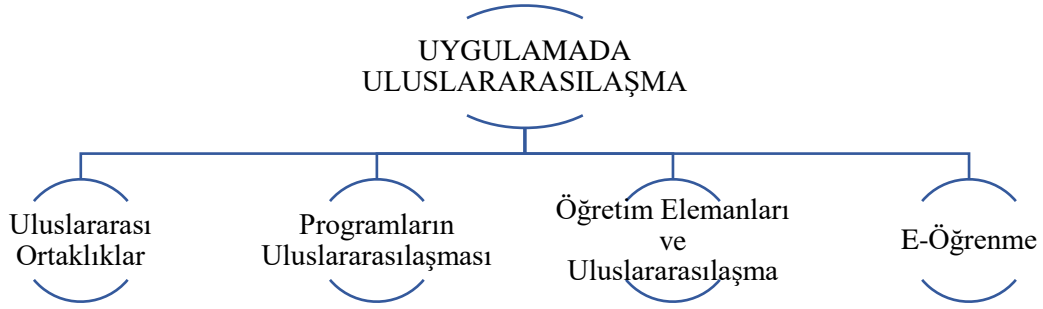 UYGULAMADA
ULUSLARARASILAŞMA
Uluslararası
Ortaklıklar
Programların
Uluslararasılaşması
Öğretim Elemanları
ve
Uluslararasılaşma
E-Öğrenme